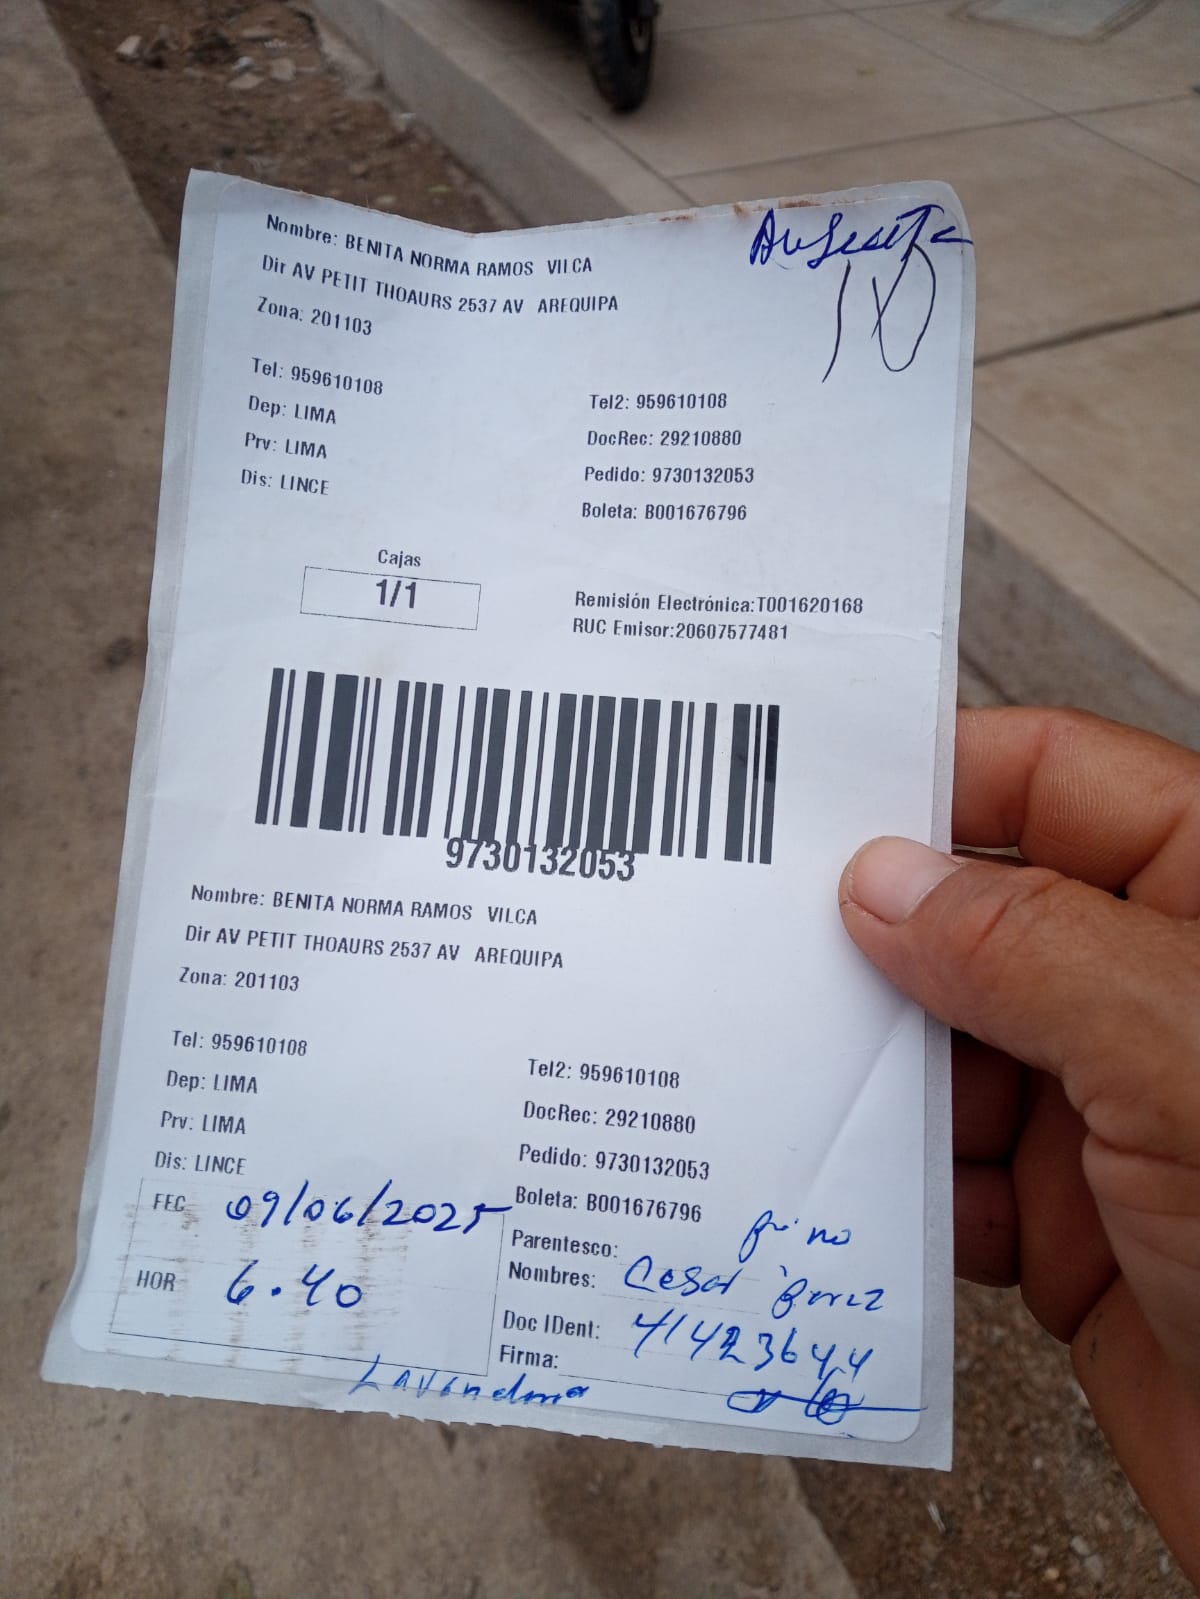 Ausente
10
Nombre: BENITA NORMA RAMOS VILCA
Dir AV PETIT THOAURS 2537 AV AREQUIPA
Zona: 201103
Tel: 959610108
Dep: LIMA
Prv: LIMA
Dis: LINCE
Tel2: 959610108
DocRec: 29210880
Pedido: 9730132053
Boleta: B001676796
Cajas
1/1
Remisión Electrónica:T001620168
RUC Emisor:20607577481
9730132053
Nombre: BENITA NORMA RAMOS VILCA
Dir AV PETIT THOAURS 2537 AV AREQUIPA
Zona: 201103
Tel: 959610108
Dep: LIMA
Prv: LIMA
Dis: LINCE
Tel2: 959610108
DocRec: 29210880
Pedido: 9730132053
Boleta: B001676796
FEC 09/06/2025
HOR 6.40
Parentesco:
Nombres: Cesar
Doc IDent: 41423644
Firma: